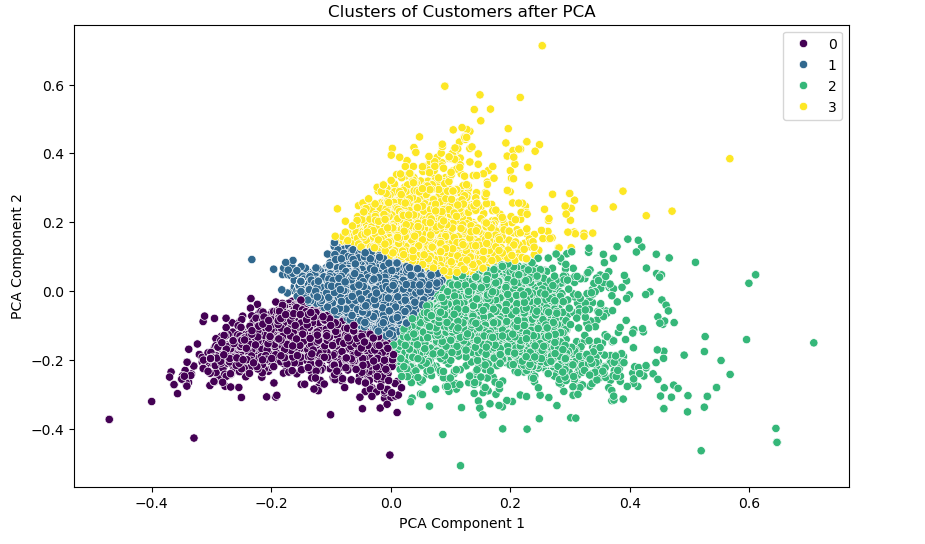 Clusters of Customers after PCA
0
1
2
3
0.6
0.4
0.2
0.0
−0.2
−0.4
PCA Component 2
−0.4 −0.2 0.0 0.2 0.4 0.6
PCA Component 1